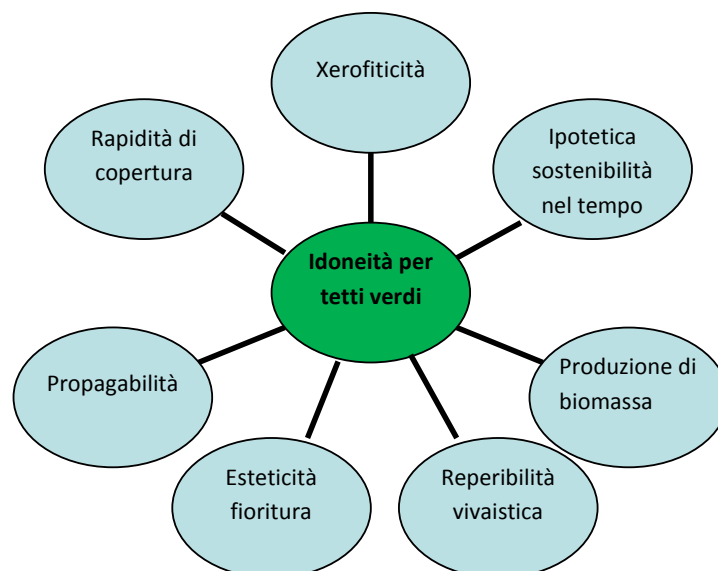 Xerofiticità
Rapidità di
copertura
Ipotetica
sostenibilità
nel tempo
Idoneità per
tetti verdi
Propagabilità
Produzione di
biomassa
Esteticità
fioritura
Reperibilità
vivaistica